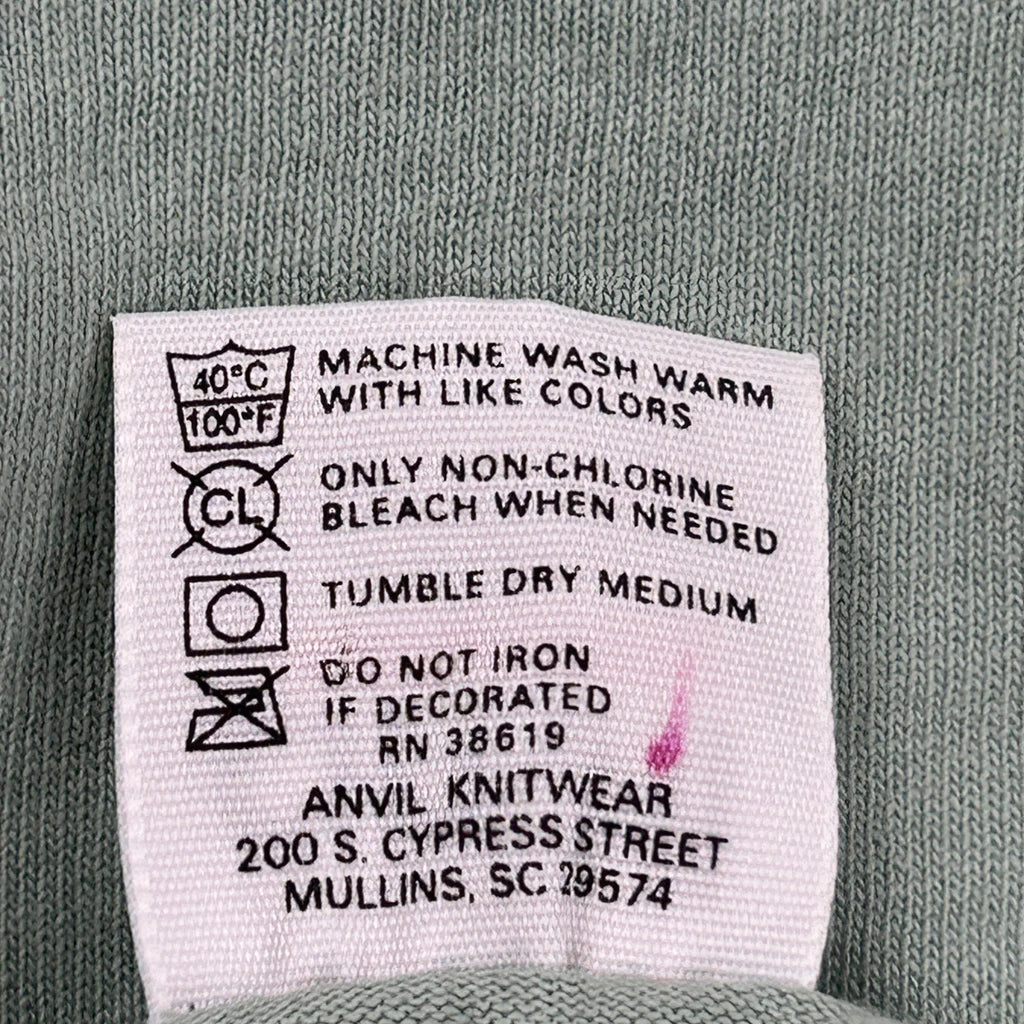 40°C
100°F
MACHINE WASH WARM
WITH LIKE COLORS
CL
ONLY NON-CHLORINE
BLEACH WHEN NEEDED
TUMBLE DRY MEDIUM
DO NOT IRON
IF DECORATED
RN 38619
ANVIL KNITWEAR
200 S. CYPRESS STREET
MULLINS, SC 29574